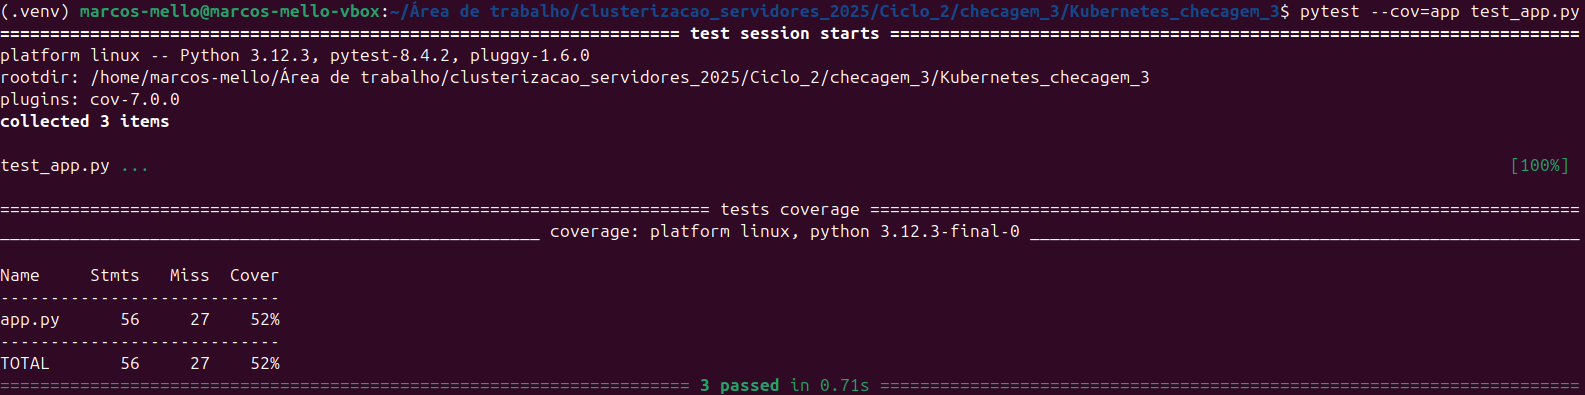 (.venv) marcos-mello@marcos-mello-vbox:~/Área de trabalho/clusterizacao_servidores_2025/Ciclo_2/checagem_3/Kubernetes_checagem_3$ pytest --cov=app test_app.py
==================================================================== test session starts =====================================================================
platform linux -- Python 3.12.3, pytest-8.4.2, pluggy-1.6.0
rootdir: /home/marcos-mello/Área de trabalho/clusterizacao_servidores_2025/Ciclo_2/checagem_3/Kubernetes_checagem_3
plugins: cov-7.0.0
collected 3 items
test_app.py ... [100%]
======================================================================= tests coverage =======================================================================
______________________________________________________ coverage: platform linux, python 3.12.3-final-0 _______________________________________________________
Name     Stmts   Miss  Cover
----------------------------
app.py      56     27    52%
----------------------------
TOTAL       56     27    52%
===================================================================== 3 passed in 0.71s ======================================================================